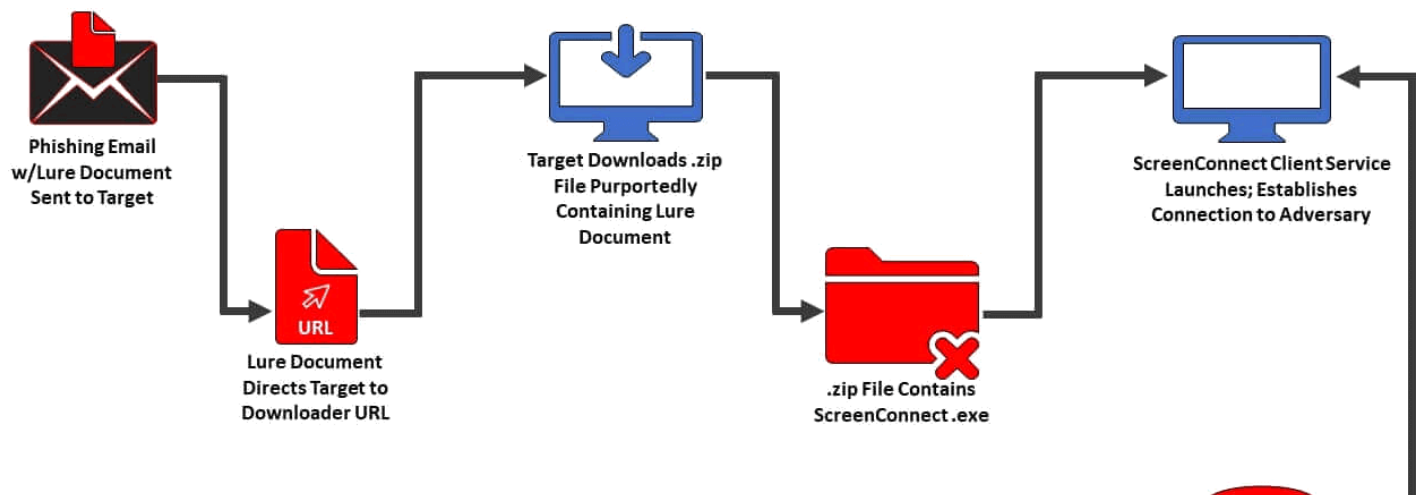 Phishing Email
w/Lure Document
Sent to Target
URL
Lure Document
Directs Target to
Downloader URL
Target Downloads .zip
File Purportedly
Containing Lure
Document
.zip File Contains
ScreenConnect .exe
ScreenConnect Client Service
Launches; Establishes
Connection to Adversary